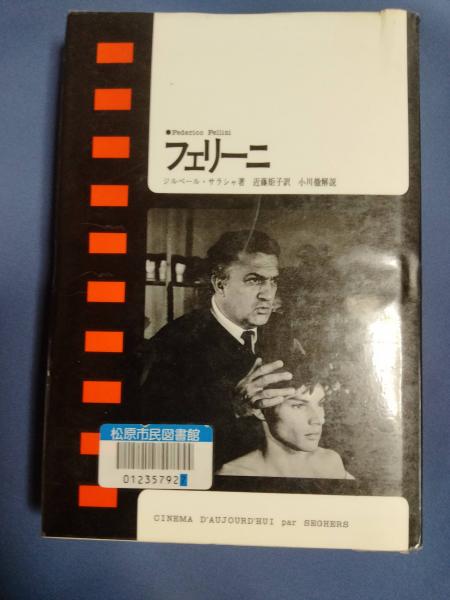 ●Federico Fellini
フェリーニ
ジルベール・サラシャ著 近藤矩子訳 小川徹解説
松原市民図書館
012357927
CINEMA D'AUJOURD'HUI par SEGHERS